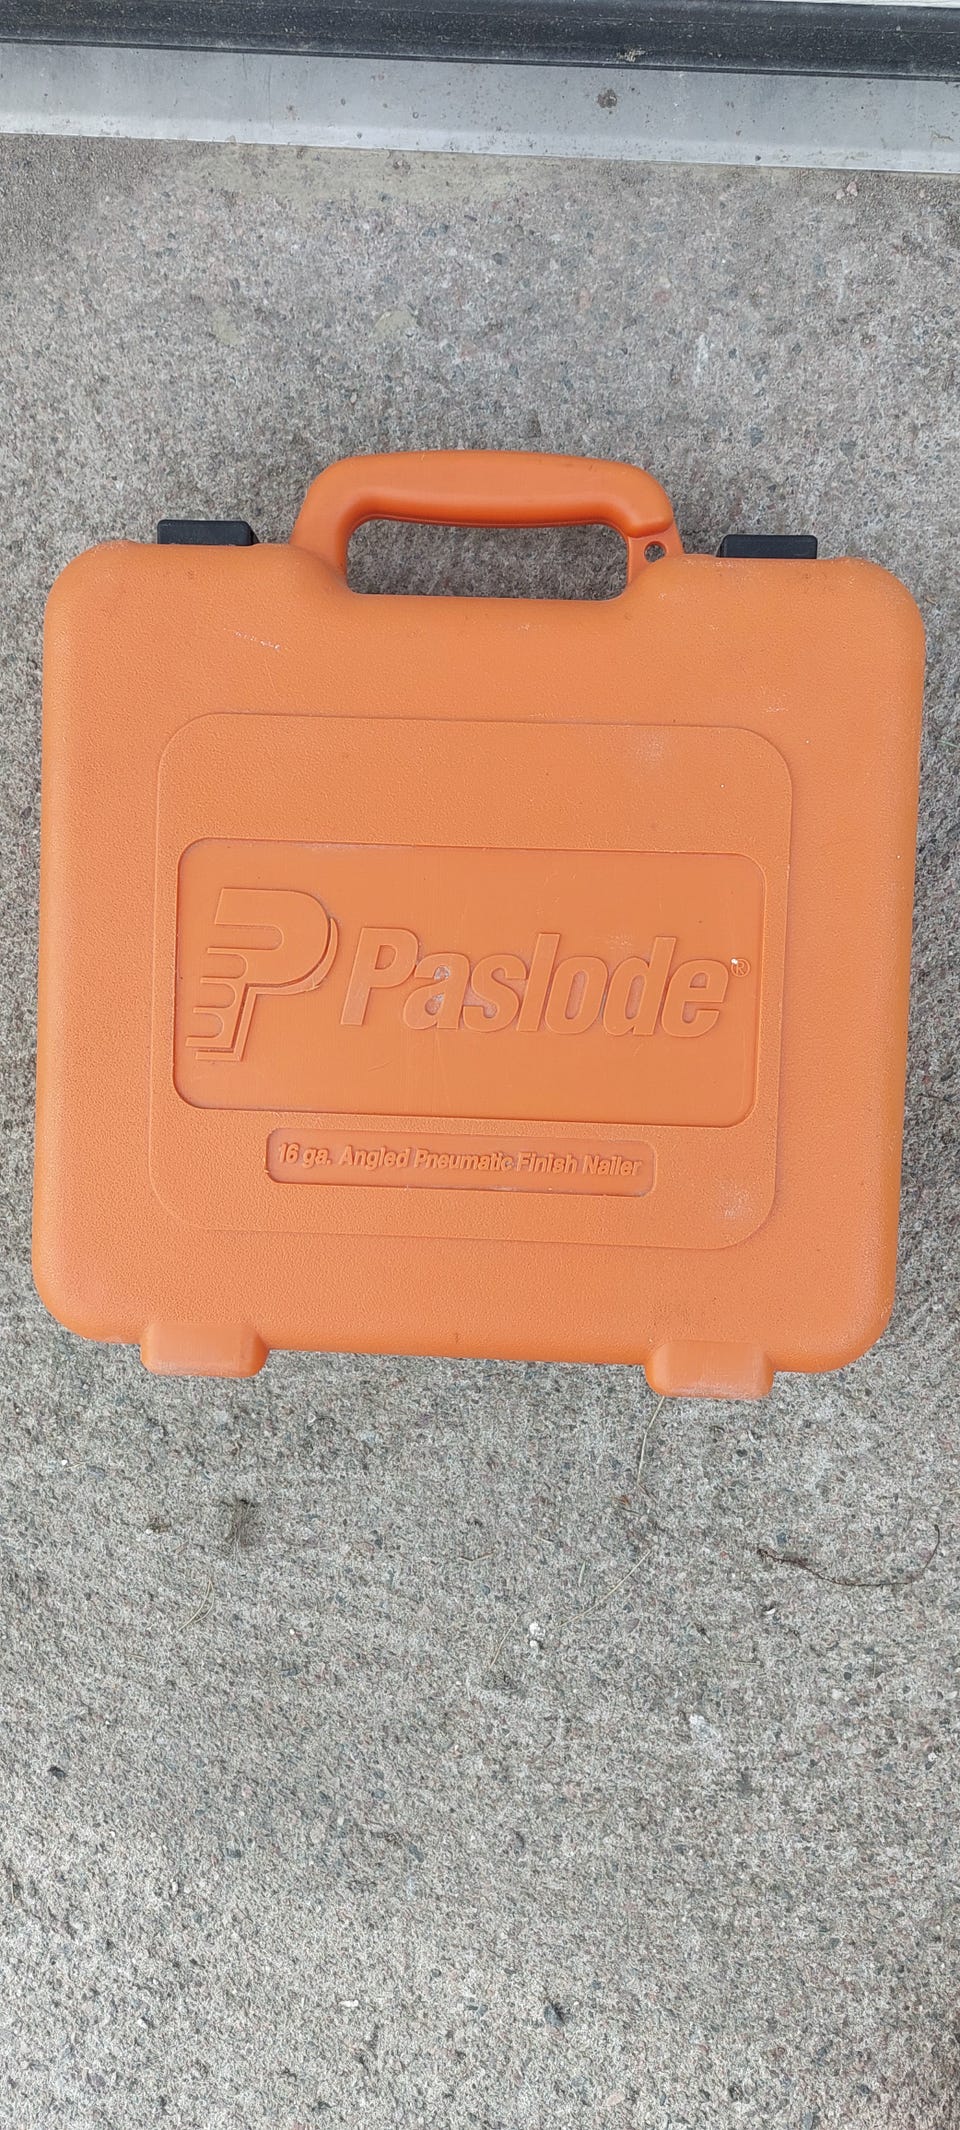 P Paslode®
16 ga. Angled Pneumatic Finish Nailer